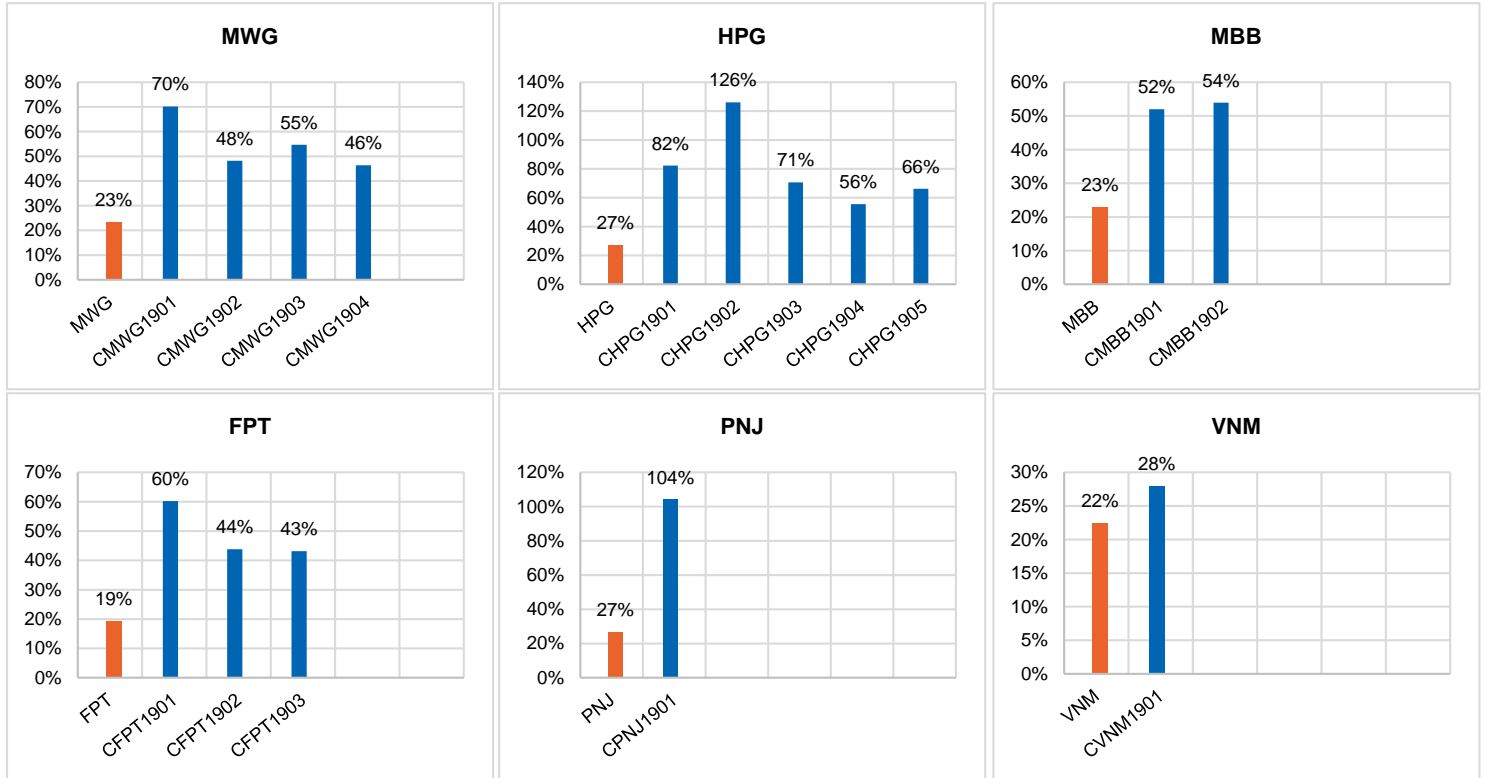 MWG
80%
70%
60%
50%
40%
30%
20%
10%
0%
23%
70%
48%
55%
46%
MWG
CMWG1901
CMWG1902
CMWG1903
CMWG1904
HPG
140%
120%
100%
80%
60%
40%
20%
0%
27%
82%
126%
71%
56%
66%
HPG
CHPG1901
CHPG1902
CHPG1903
CHPG1904
CHPG1905
MBB
60%
50%
40%
30%
20%
10%
0%
23%
52%
54%
MBB
CMBB1901
CMBB1902
FPT
70%
60%
50%
40%
30%
20%
10%
0%
19%
60%
44%
43%
FPT
CFPT1901
CFPT1902
CFPT1903
PNJ
120%
100%
80%
60%
40%
20%
0%
27%
104%
PNJ
CPNJ1901
VNM
30%
25%
20%
15%
10%
5%
0%
22%
28%
VNM
CVNM1901